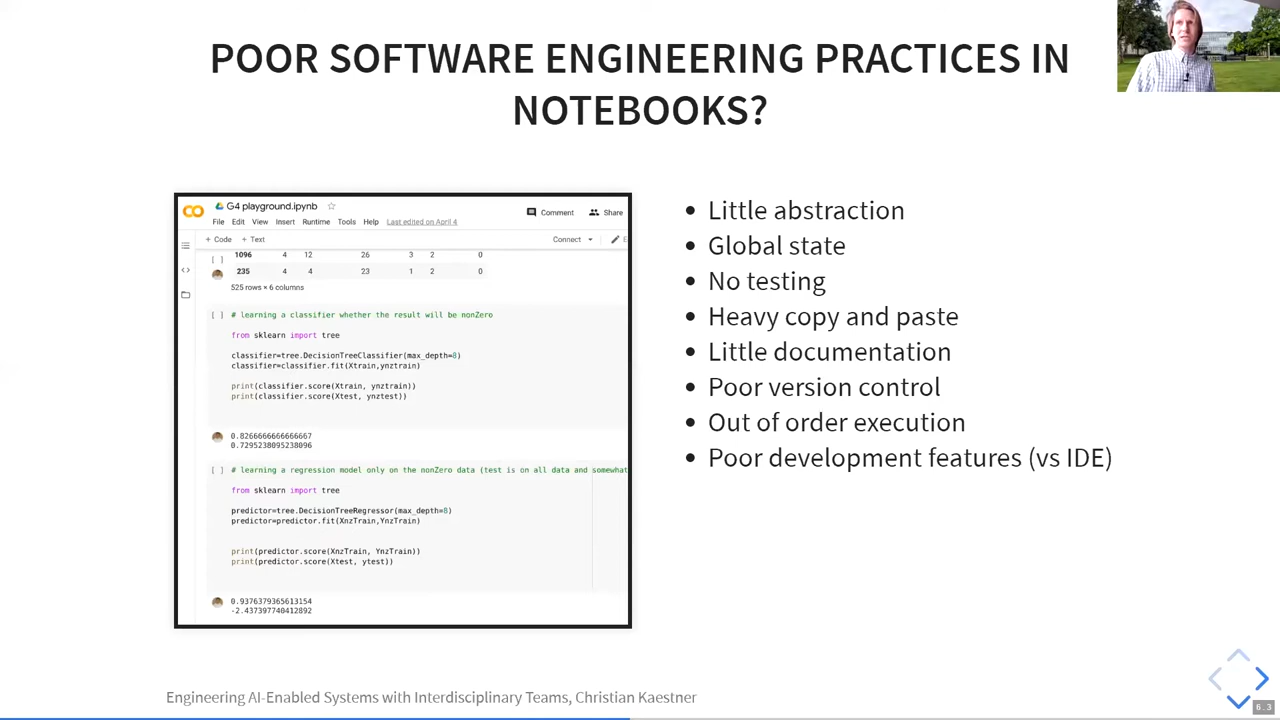 POOR SOFTWARE ENGINEERING PRACTICES IN
NOTEBOOKS?
G4 playground.ipynb
File Edit View Insert Runtime Tools Help Last edited on April 4
Comment Share
+ Code + Text
Connect
1096 4 12 26 3 2 0
[ ]
235 4 4 23 1 2 0
525 rows × 6 columns
[ ] # learning a classifier whether the result will be nonZero
from sklearn import tree
classifier=tree.DecisionTreeClassifier(max_depth=8)
classifier=classifier.fit(Xtrain,ynztrain)
print(classifier.score(Xtrain, ynztrain))
print(classifier.score(Xtest, ynztest))
0.8266666666666667
0.7295238095238096
[ ] # learning a regression model only on the nonZero data (test is on all data and somewhat
from sklearn import tree
predictor=tree.DecisionTreeRegressor(max_depth=8)
predictor=predictor.fit(XnzTrain,YnzTrain)
print(predictor.score(XnzTrain, YnzTrain))
print(predictor.score(Xtest, ytest))
0.9376379365613154
-2.437397740412892
• Little abstraction
• Global state
• No testing
• Heavy copy and paste
• Little documentation
• Poor version control
• Out of order execution
• Poor development features (vs IDE)
Engineering AI-Enabled Systems with Interdisciplinary Teams, Christian Kaestner
6.3